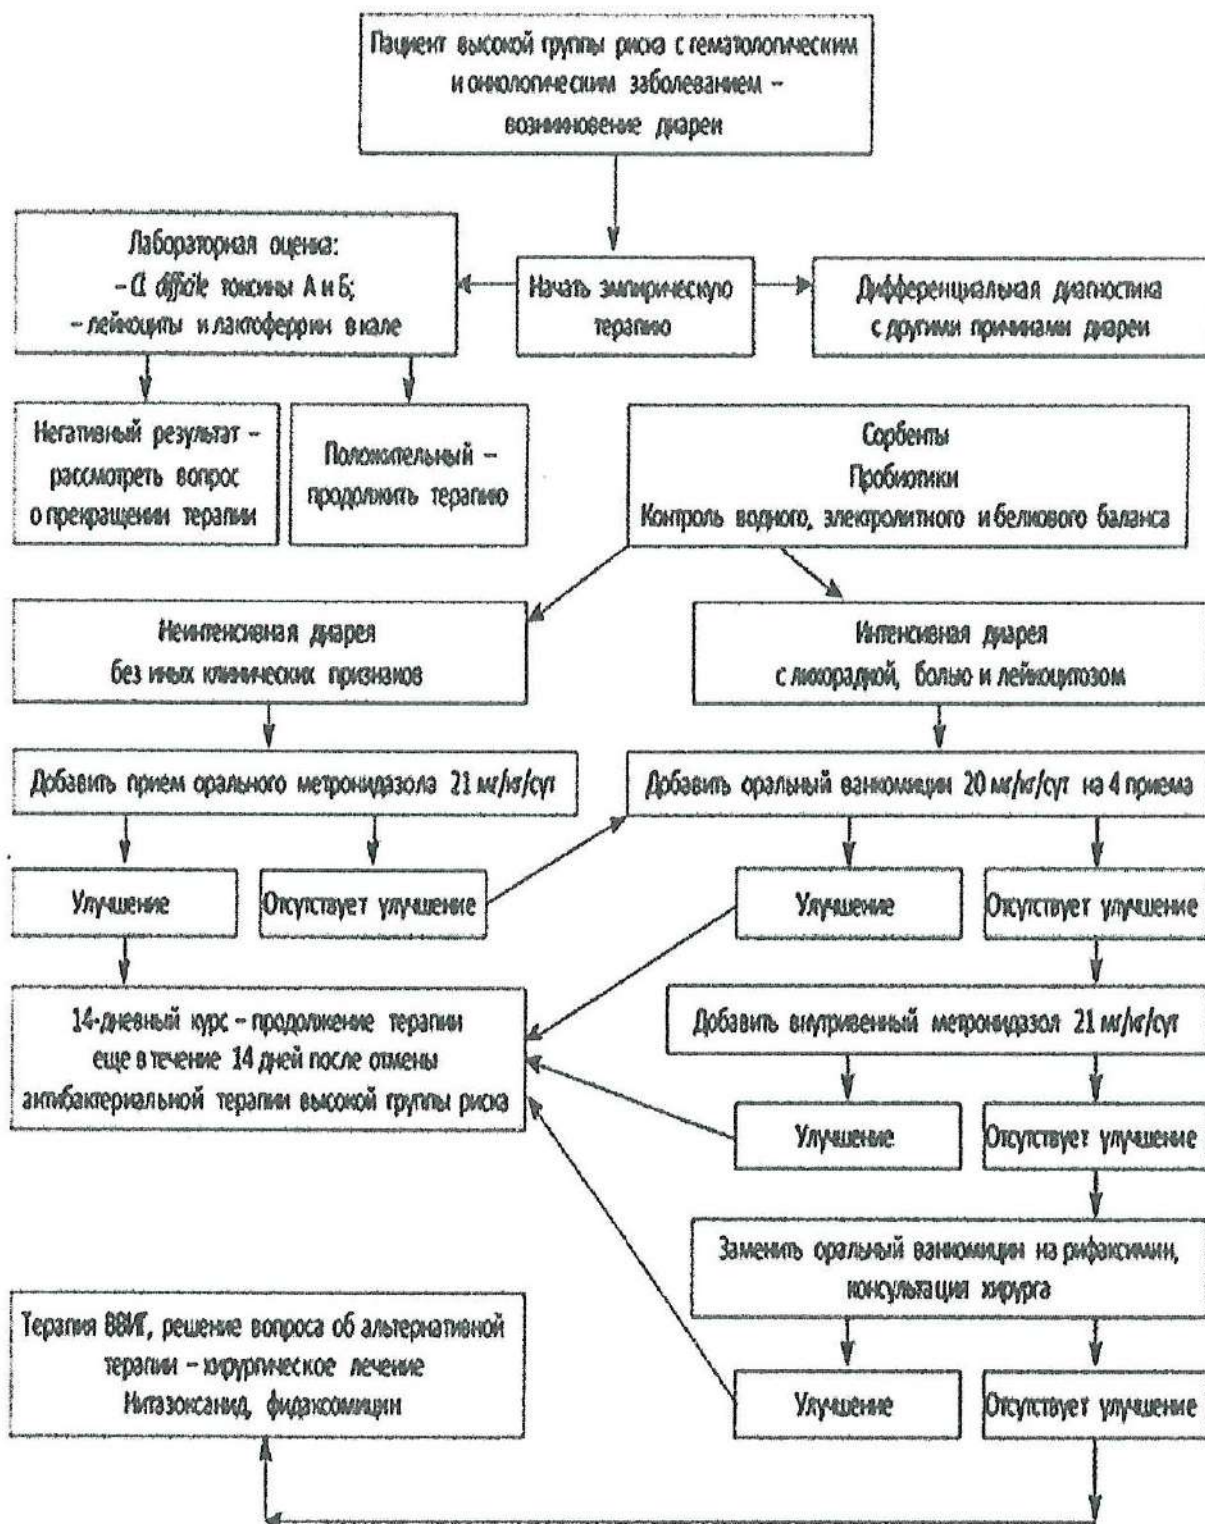 Пациент высокой группы риска с гематологическим
и онкологическим заболеванием –
возникновение диареи
Лабораторная оценка:
– Cl. difficile токсины А и Б;
– лейкоциты и лактоферрин в кале
Начать эмпирическую
терапию
Дифференциальная диагностика
с другими причинами диареи
Негативный результат –
рассмотреть вопрос
о прекращении терапии
Положительный –
продолжить терапию
Сорбенты
Пробиотики
Контроль водного, электролитного и белкового баланса
Неинтенсивная диарея
без иных клинических признаков
Интенсивная диарея
с лихорадкой, болью и лейкоцитозом
Добавить прием орального метронидазола 21 мг/кг/сут
Добавить оральный ванкомицин 20 мг/кг/сут на 4 приема
Улучшение
Отсутствует улучшение
Улучшение
Отсутствует улучшение
14-дневный курс – продолжение терапии
еще в течение 14 дней после отмены
антибактериальной терапии высокой группы риска
Добавить внутривенный метронидазол 21 мг/кг/сут
Улучшение
Отсутствует улучшение
Заменить оральный ванкомицин на рифаксимин,
консультация хирурга
Терапия ВВИГ, решение вопроса об альтернативной
терапии – хирургическое лечение
Нитазоксанид, фидаксомицин
Улучшение
Отсутствует улучшение